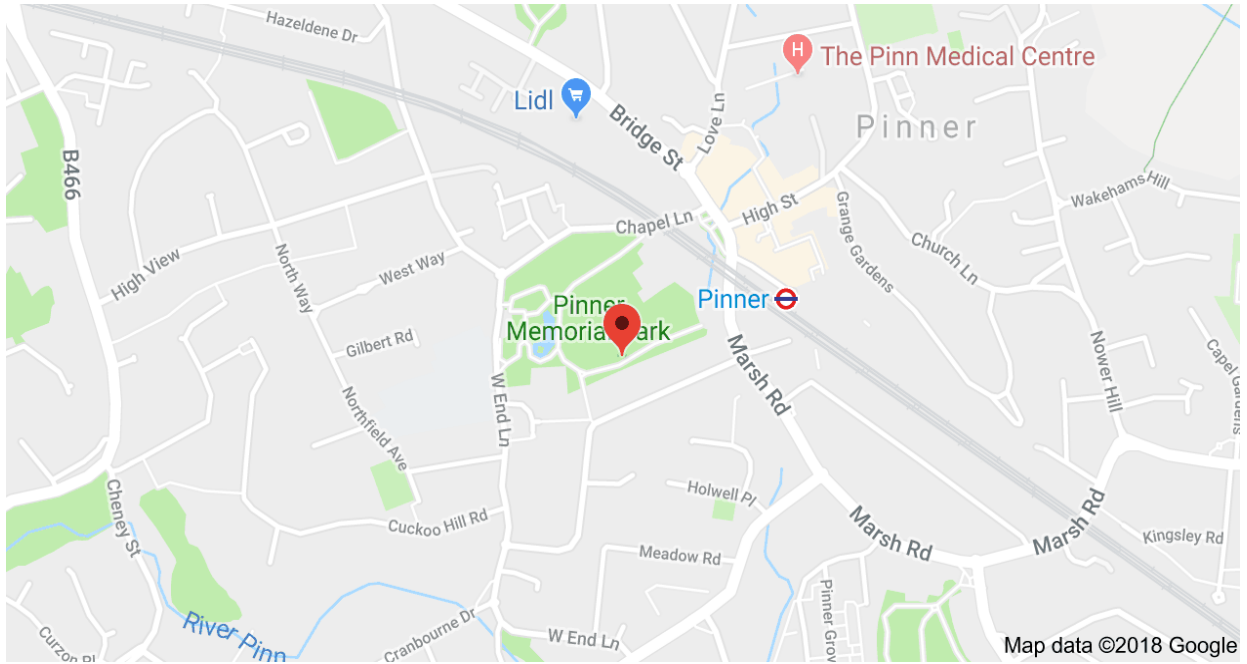 Hazeldene Dr
The Pinn Medical Centre
H
Lidl
Bridge St
Love Ln
Pinner
B466
Wakehams Hill
High St
Chapel Ln
Grange Gardens
Church Ln
High View
West Way
North Way
Pinner
Memorial Park
Pinner
Gilbert Rd
Marsh Rd
Nower Hill
Capel Gardens
W End Ln
Northfield Ave
Cheney St
Holwell Pl
Cuckoo Hill Rd
Marsh Rd
Marsh Rd
Kingsley Rd
Meadow Rd
Pinner Grov
River Pinn
Curzon Pl
Cranbourne Dr
W End Ln
Map data ©2018 Google